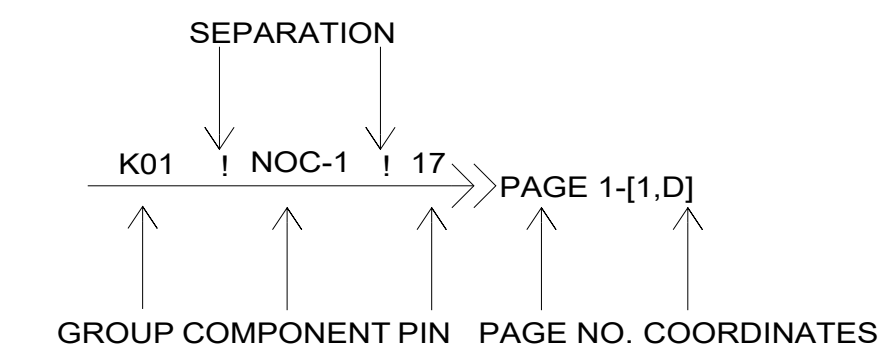 SEPARATION
K01 ! NOC-1 ! 17
PAGE 1-[1,D]
GROUP COMPONENT PIN PAGE NO. COORDINATES